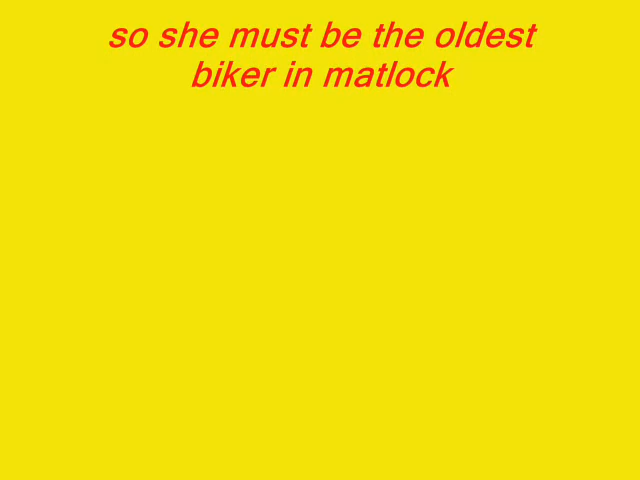 so she must be the oldest
biker in matlock